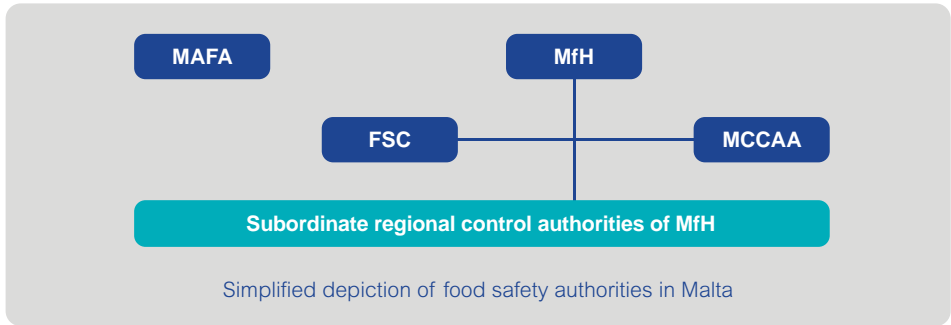 MAFA
MfH
FSC
MCCAA
Subordinate regional control authorities of MfH
Simplified depiction of food safety authorities in Malta